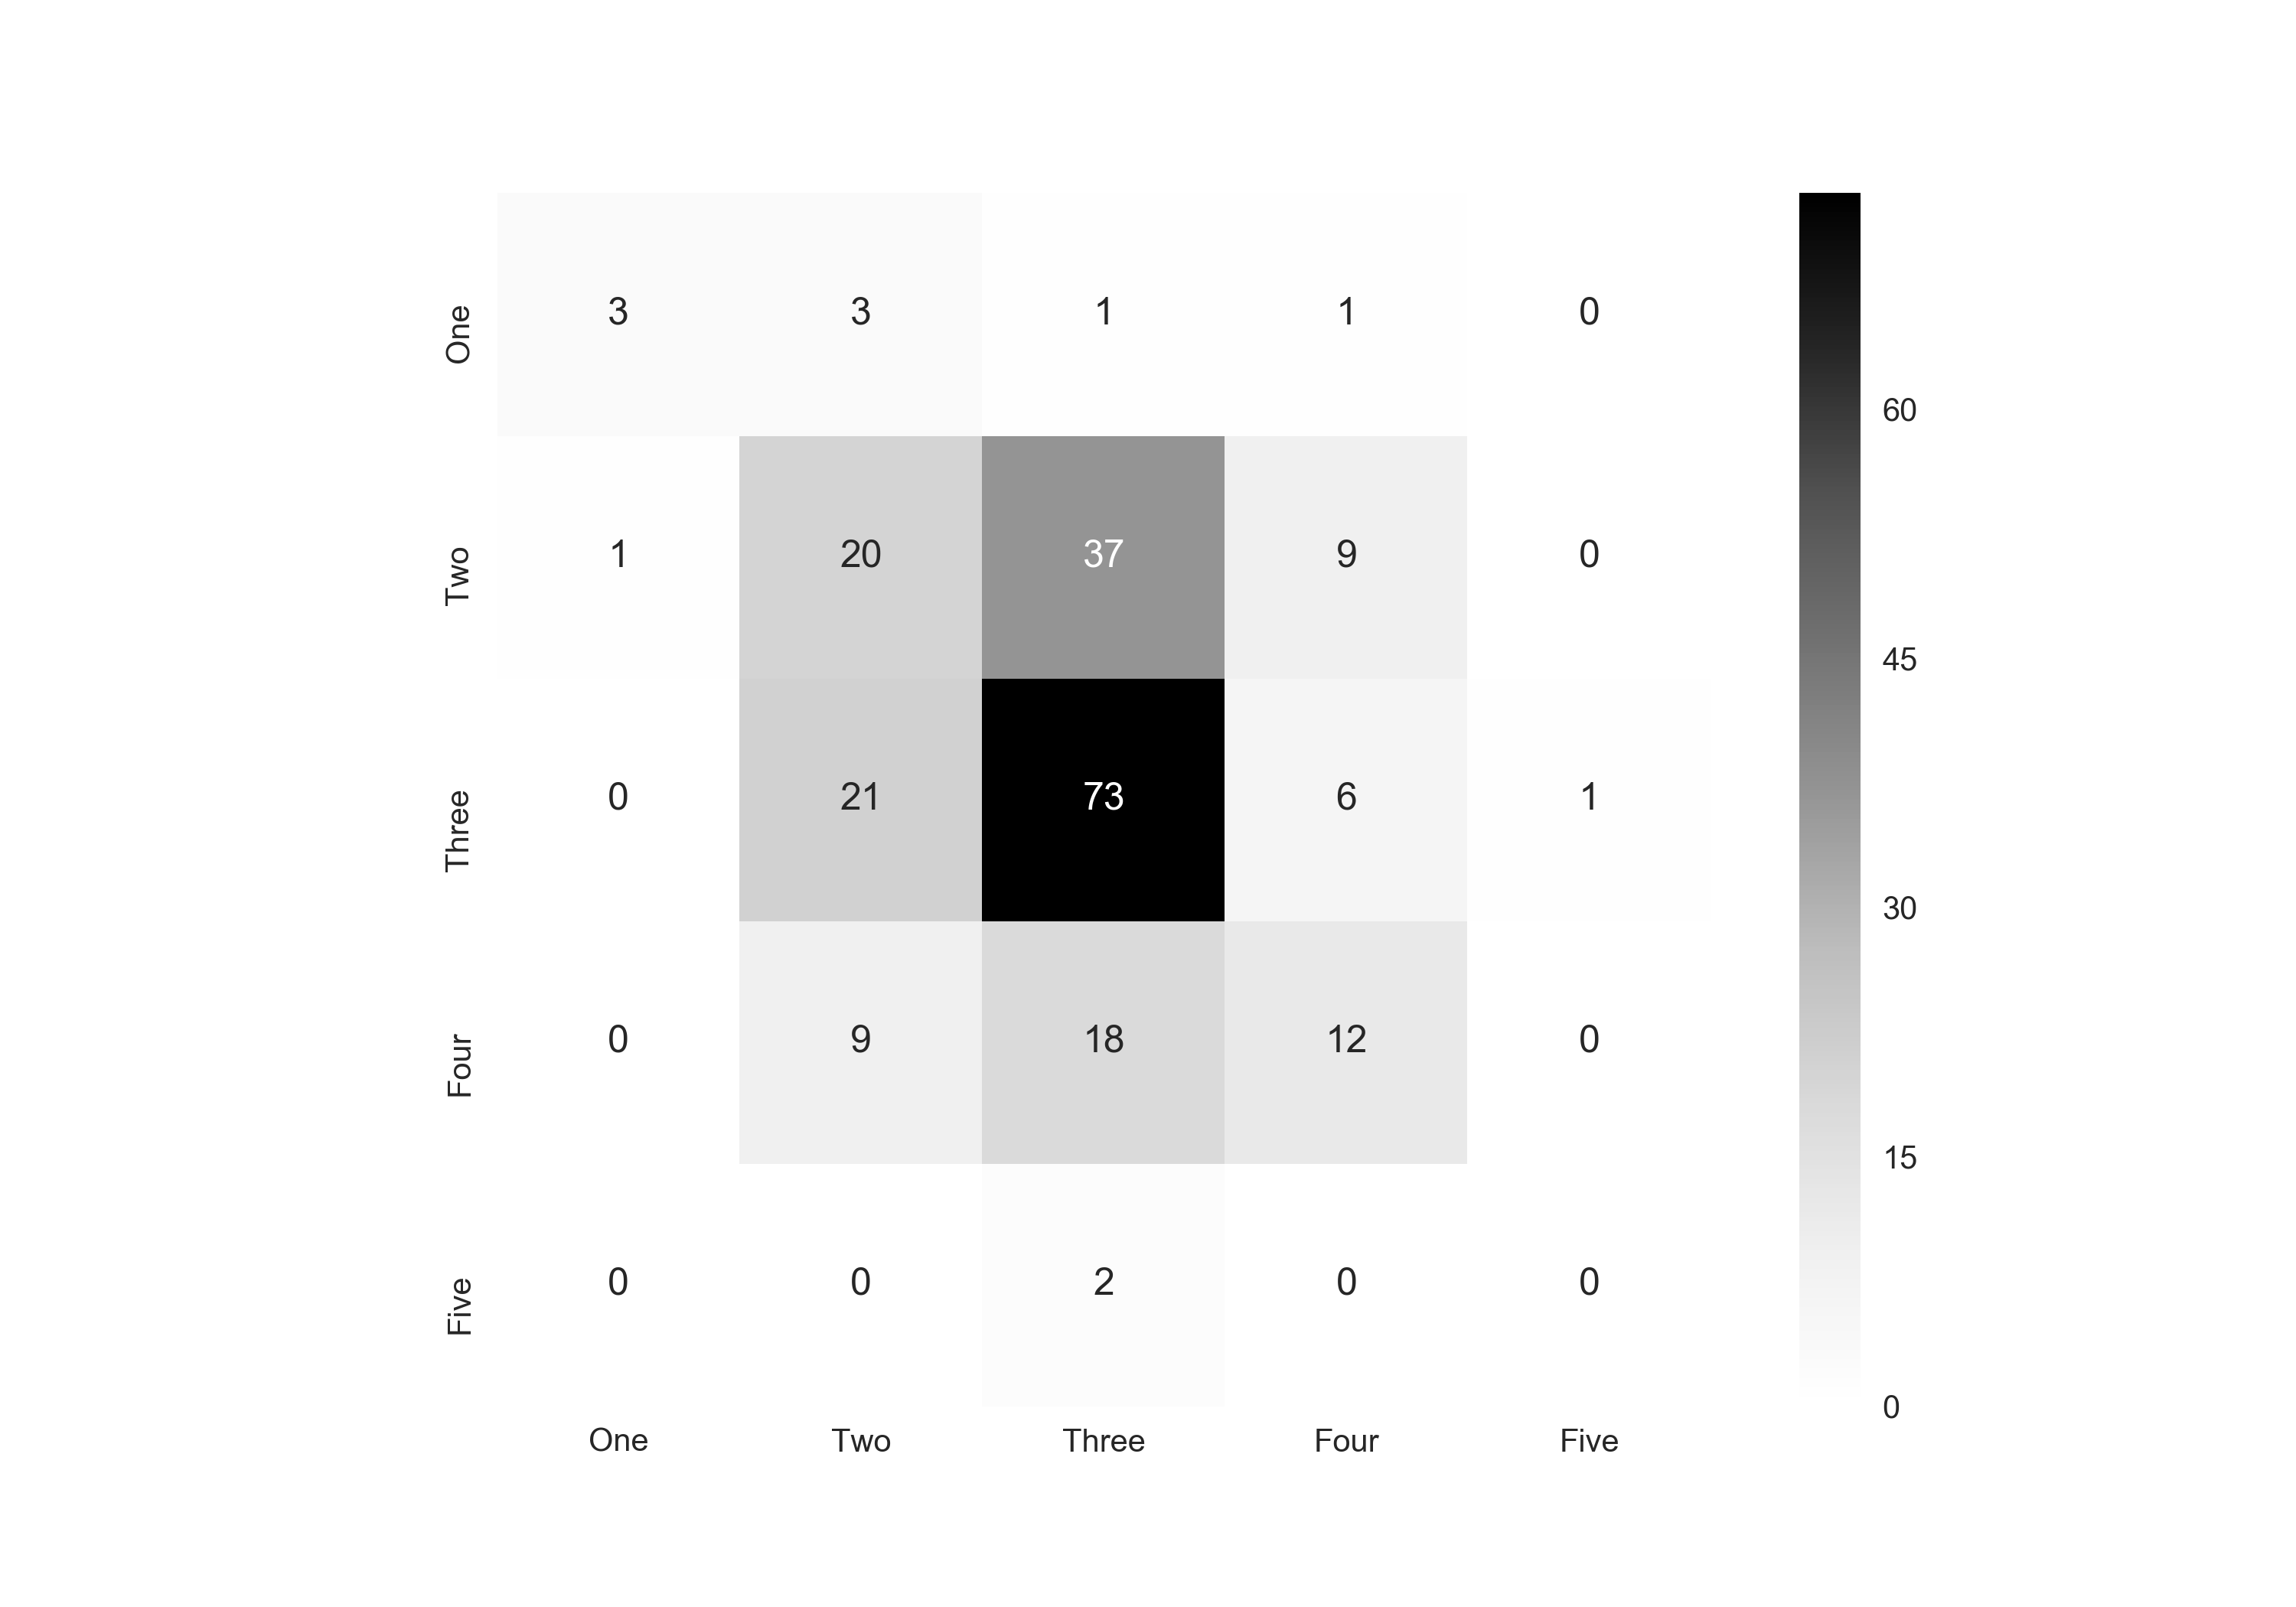 One 3 3 1 1 0
60
Two 1 20 37 9 0
45
Three 0 21 73 6 1
30
Four 0 9 18 12 0
15
Five 0 0 2 0 0
0
One Two Three Four Five